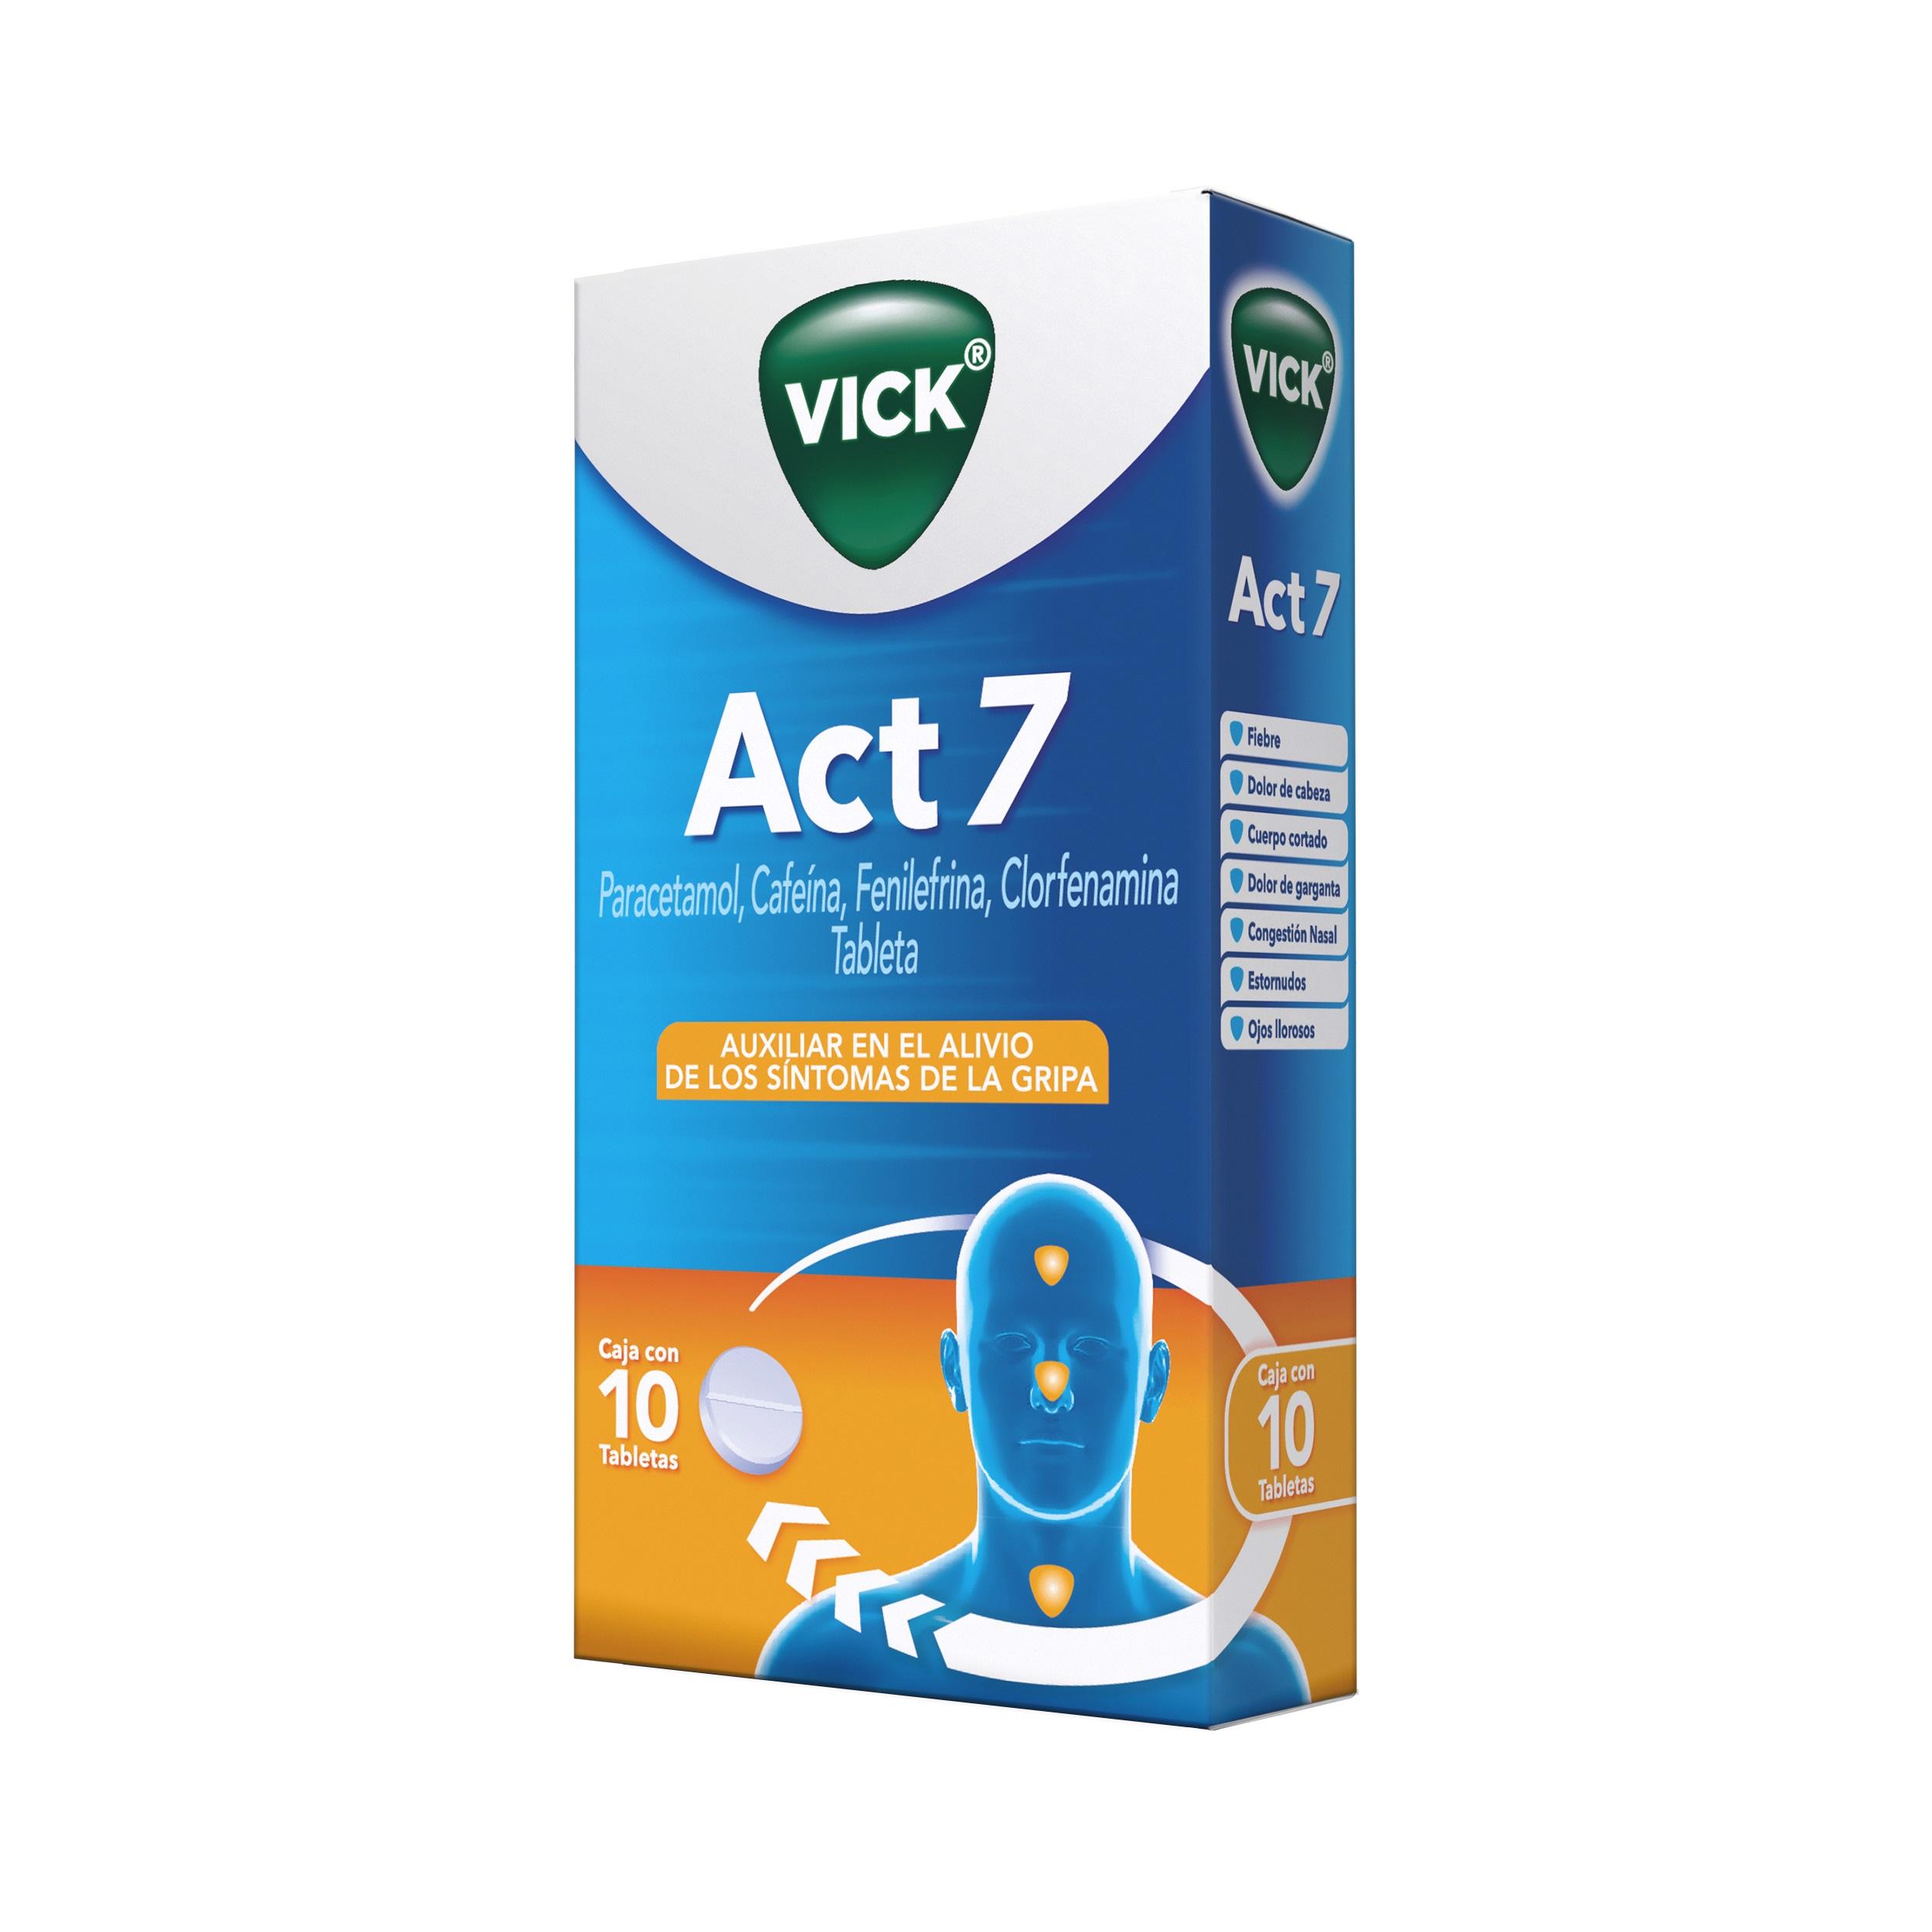 VICK®
Act 7
Paracetamol, Cafeína, Fenilefrina, Clorfenamina
Tableta
AUXILIAR EN EL ALIVIO
DE LOS SÍNTOMAS DE LA GRIPA
Caja con
10
Tabletas
VICK®
Act 7
Fiebre
Dolor de cabeza
Cuerpo cortado
Dolor de garganta
Congestión Nasal
Estornudos
Ojos llorosos
Caja con
10
Tabletas